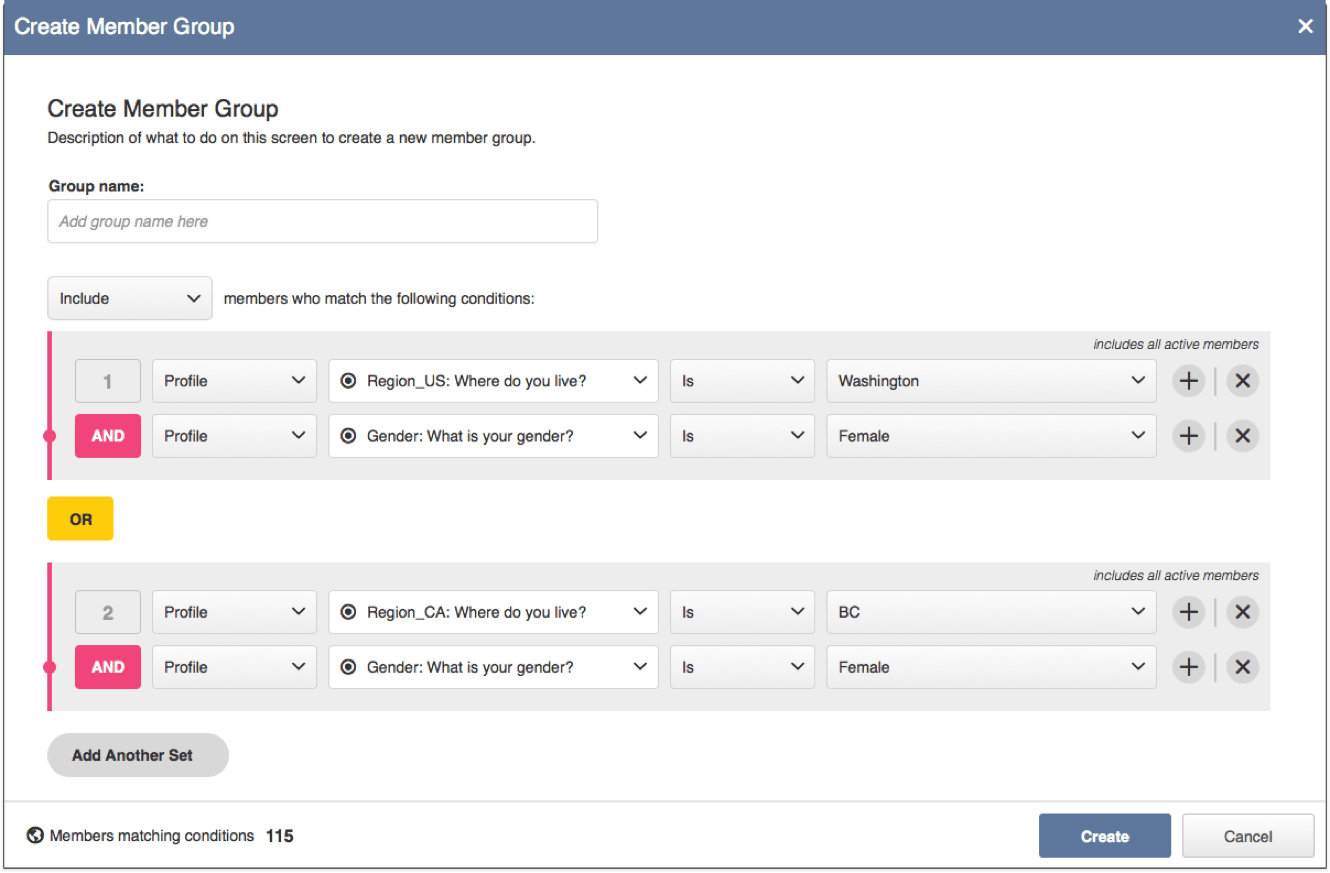 Create Member Group
Create Member Group
Description of what to do on this screen to create a new member group.
Group name:
Add group name here
Include members who match the following conditions:
includes all active members
1 Profile Region_US: Where do you live? Is Washington
AND Profile Gender: What is your gender? Is Female
OR
includes all active members
2 Profile Region_CA: Where do you live? Is BC
AND Profile Gender: What is your gender? Is Female
Add Another Set
Members matching conditions 115 Create Cancel